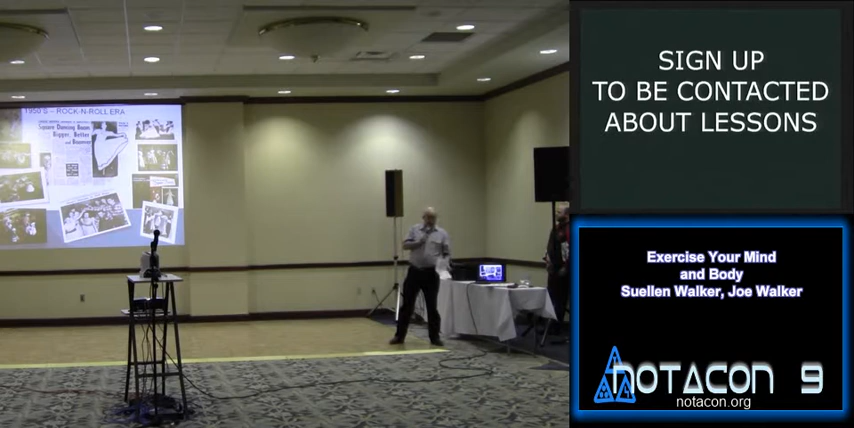 1950'S – ROCK-N-ROLL ERA
Square Dancing Boom
Bigger, Better
and Bouncier
SIGN UP
TO BE CONTACTED
ABOUT LESSONS
Exercise Your Mind
and Body
Suellen Walker, Joe Walker
NOTACON 9
notacon.org